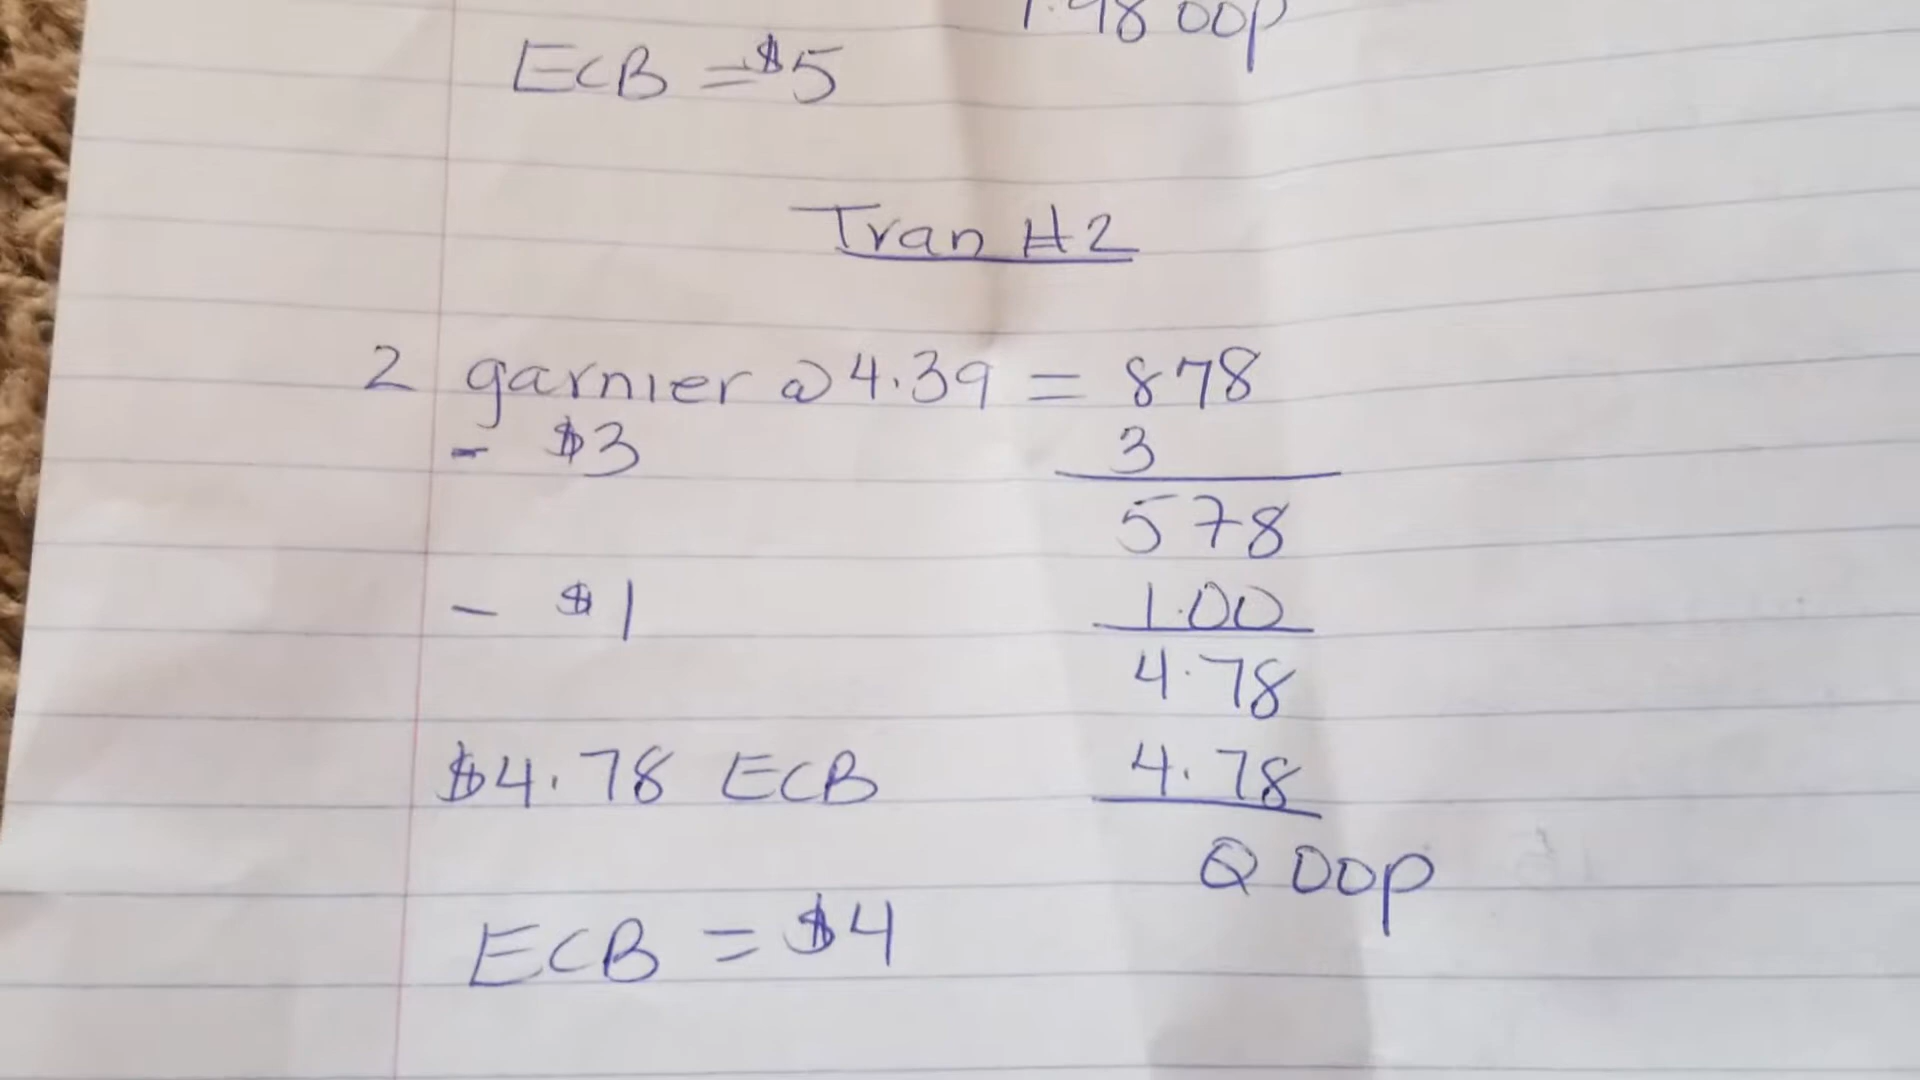 1.98 OOP
ECB = $5
Tran #2
2 garnier @ 4.39 = 878
- $3 3
578
- $1 1.00
4.78
$4.78 ECB 4.78
0 OOP
ECB = $4